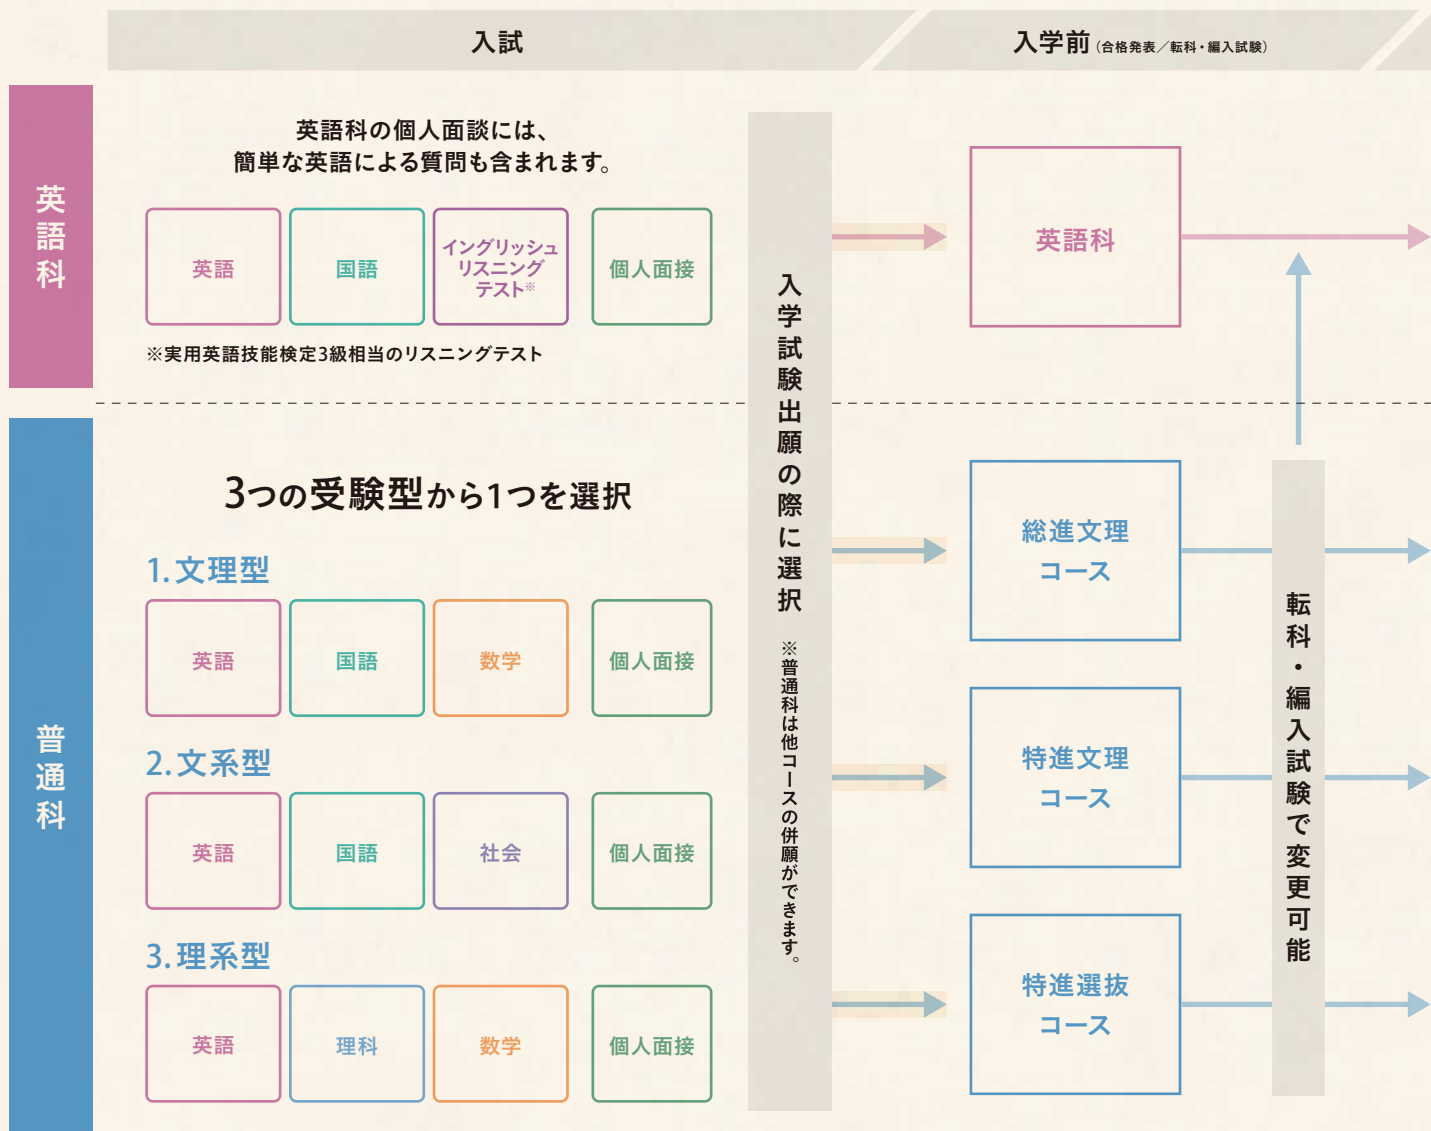 入試
入学前(合格発表/転科・編入試験)
英語科
英語科の個人面談には、
簡単な英語による質問も含まれます。
英語
国語
イングリッシュ
リスニング
テスト※
個人面接
※実用英語技能検定3級相当のリスニングテスト
普通科
3つの受験型から1つを選択
1.文理型
英語
国語
数学
個人面接
2.文系型
英語
国語
社会
個人面接
3.理系型
英語
理科
数学
個人面接
入学試験出願の際に選択 ※普通科は他コースの併願ができます。
英語科
総進文理
コース
特進文理
コース
特進選抜
コース
転科・編入試験で変更可能